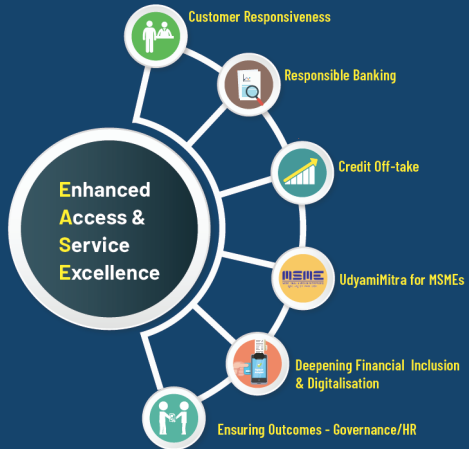 Customer Responsiveness
Responsible Banking
Credit Off-take
Enhanced
Access &
Service
Excellence
MSME
UdyamiMitra for MSMEs
Deepening Financial Inclusion
& Digitalisation
Ensuring Outcomes - Governance/HR